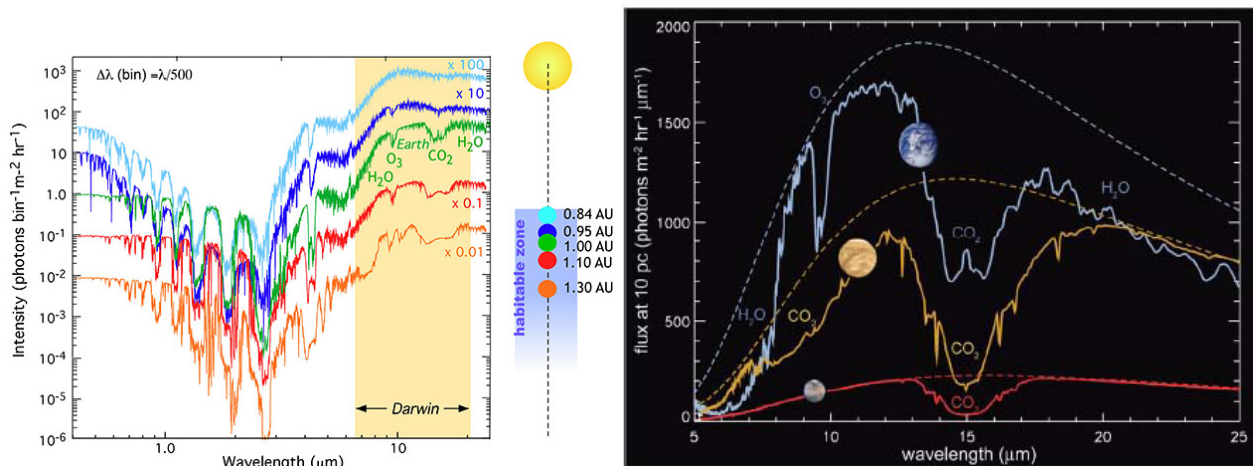 Δλ (bin) =λ/500
Intensity (photons bin-1m-2 hr-1)
10³
10²
10
1.0
10-1
10-2
10-3
10-4
10-5
10-6
x 100
x 10
Earth
H₂O
O₃
CO₂
H₂O
x 0.1
x 0.01
Darwin
1.0
10
Wavelength (μm)
habitable zone
0.84 AU
0.95 AU
1.00 AU
1.10 AU
1.30 AU
flux at 10 pc (photons m-2 hr-1 μm-1)
2000
1500
1000
500
0
O₃
H₂O
CO₂
H₂O
CO₂
CO₂
CO₂
5
10
15
20
25
wavelength (μm)